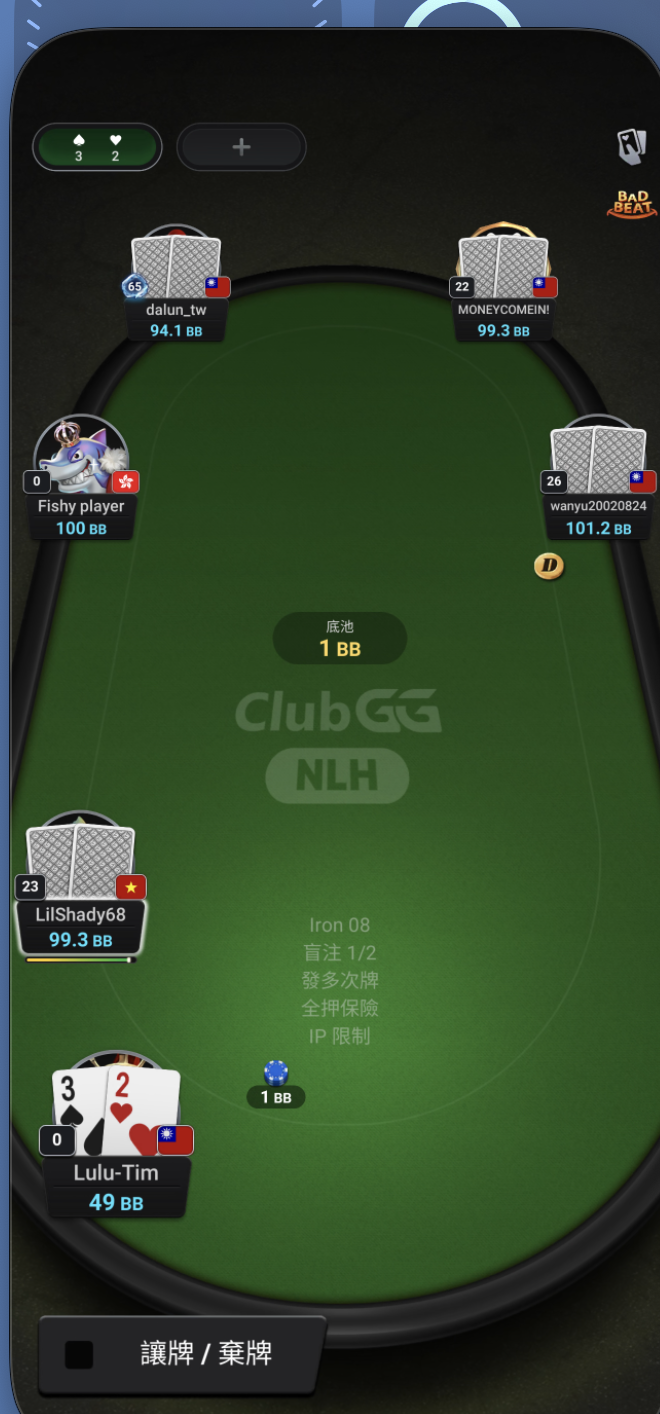 3 2
+
BAD
BEAT
65
dalun_tw
94.1 BB
22
MONEYCOMEIN!
99.3 BB
0
Fishy player
100 BB
26
wanyu20020824
101.2 BB
D
底池
1 BB
ClubGG
NLH
23
LilShady68
99.3 BB
Iron 08
盲注 1/2
發多次牌
全押保險
IP 限制
1 BB
3 2
0
Lulu-Tim
49 BB
讓牌 / 棄牌